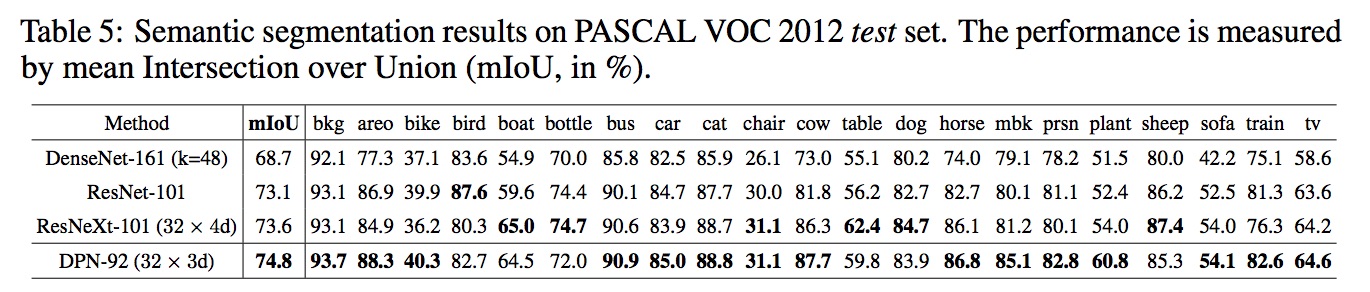 Table 5: Semantic segmentation results on PASCAL VOC 2012 test set. The performance is measured
by mean Intersection over Union (mIoU, in %).
Method mIoU bkg areo bike bird boat bottle bus car cat chair cow table dog horse mbk prsn plant sheep sofa train tv
DenseNet-161 (k=48) 68.7 92.1 77.3 37.1 83.6 54.9 70.0 85.8 82.5 85.9 26.1 73.0 55.1 80.2 74.0 79.1 78.2 51.5 80.0 42.2 75.1 58.6
ResNet-101 73.1 93.1 86.9 39.9 87.6 59.6 74.4 90.1 84.7 87.7 30.0 81.8 56.2 82.7 82.7 80.1 81.1 52.4 86.2 52.5 81.3 63.6
ResNeXt-101 (32 × 4d) 73.6 93.1 84.9 36.2 80.3 65.0 74.7 90.6 83.9 88.7 31.1 86.3 62.4 84.7 86.1 81.2 80.1 54.0 87.4 54.0 76.3 64.2
DPN-92 (32 × 3d) 74.8 93.7 88.3 40.3 82.7 64.5 72.0 90.9 85.0 88.8 31.1 87.7 59.8 83.9 86.8 85.1 82.8 60.8 85.3 54.1 82.6 64.6